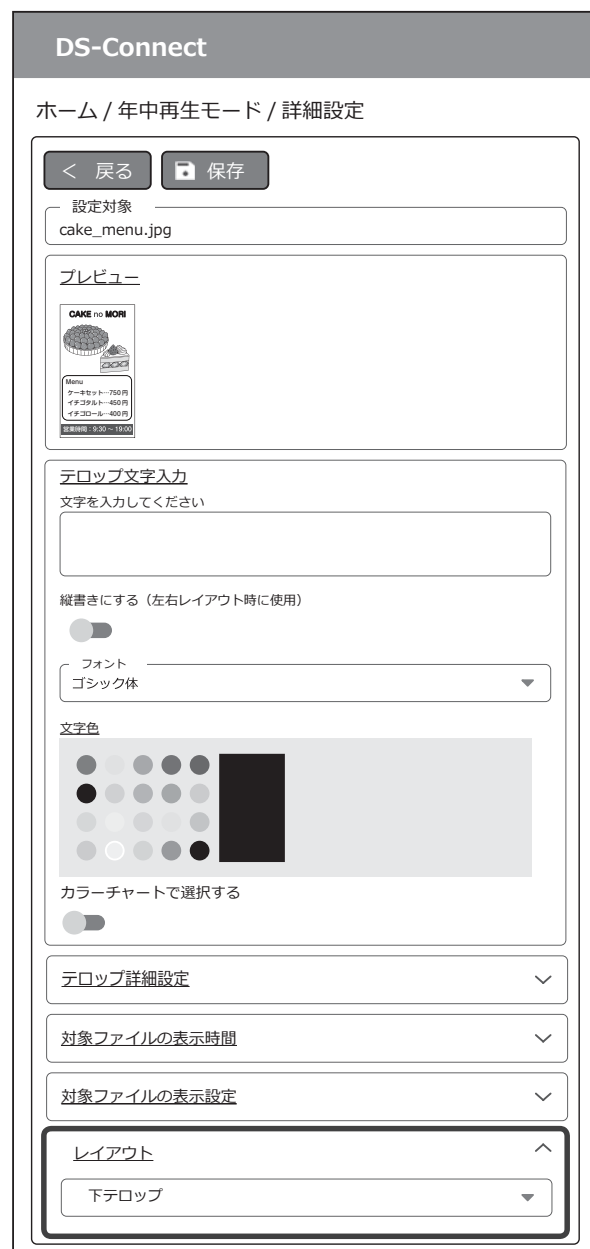 DS-Connect
ホーム / 年中再生モード / 詳細設定
< 戻る 保存
設定対象
cake_menu.jpg
プレビュー
CAKE no MORI
Menu
ケーキセット…750円
イチゴタルト…450円
イチゴロール…400円
営業時間:9:30～19:00
テロップ文字入力
文字を入力してください
縦書きにする(左右レイアウト時に使用)
フォント
ゴシック体
文字色
カラーチャートで選択する
テロップ詳細設定
対象ファイルの表示時間
対象ファイルの表示設定
レイアウト
下テロップ